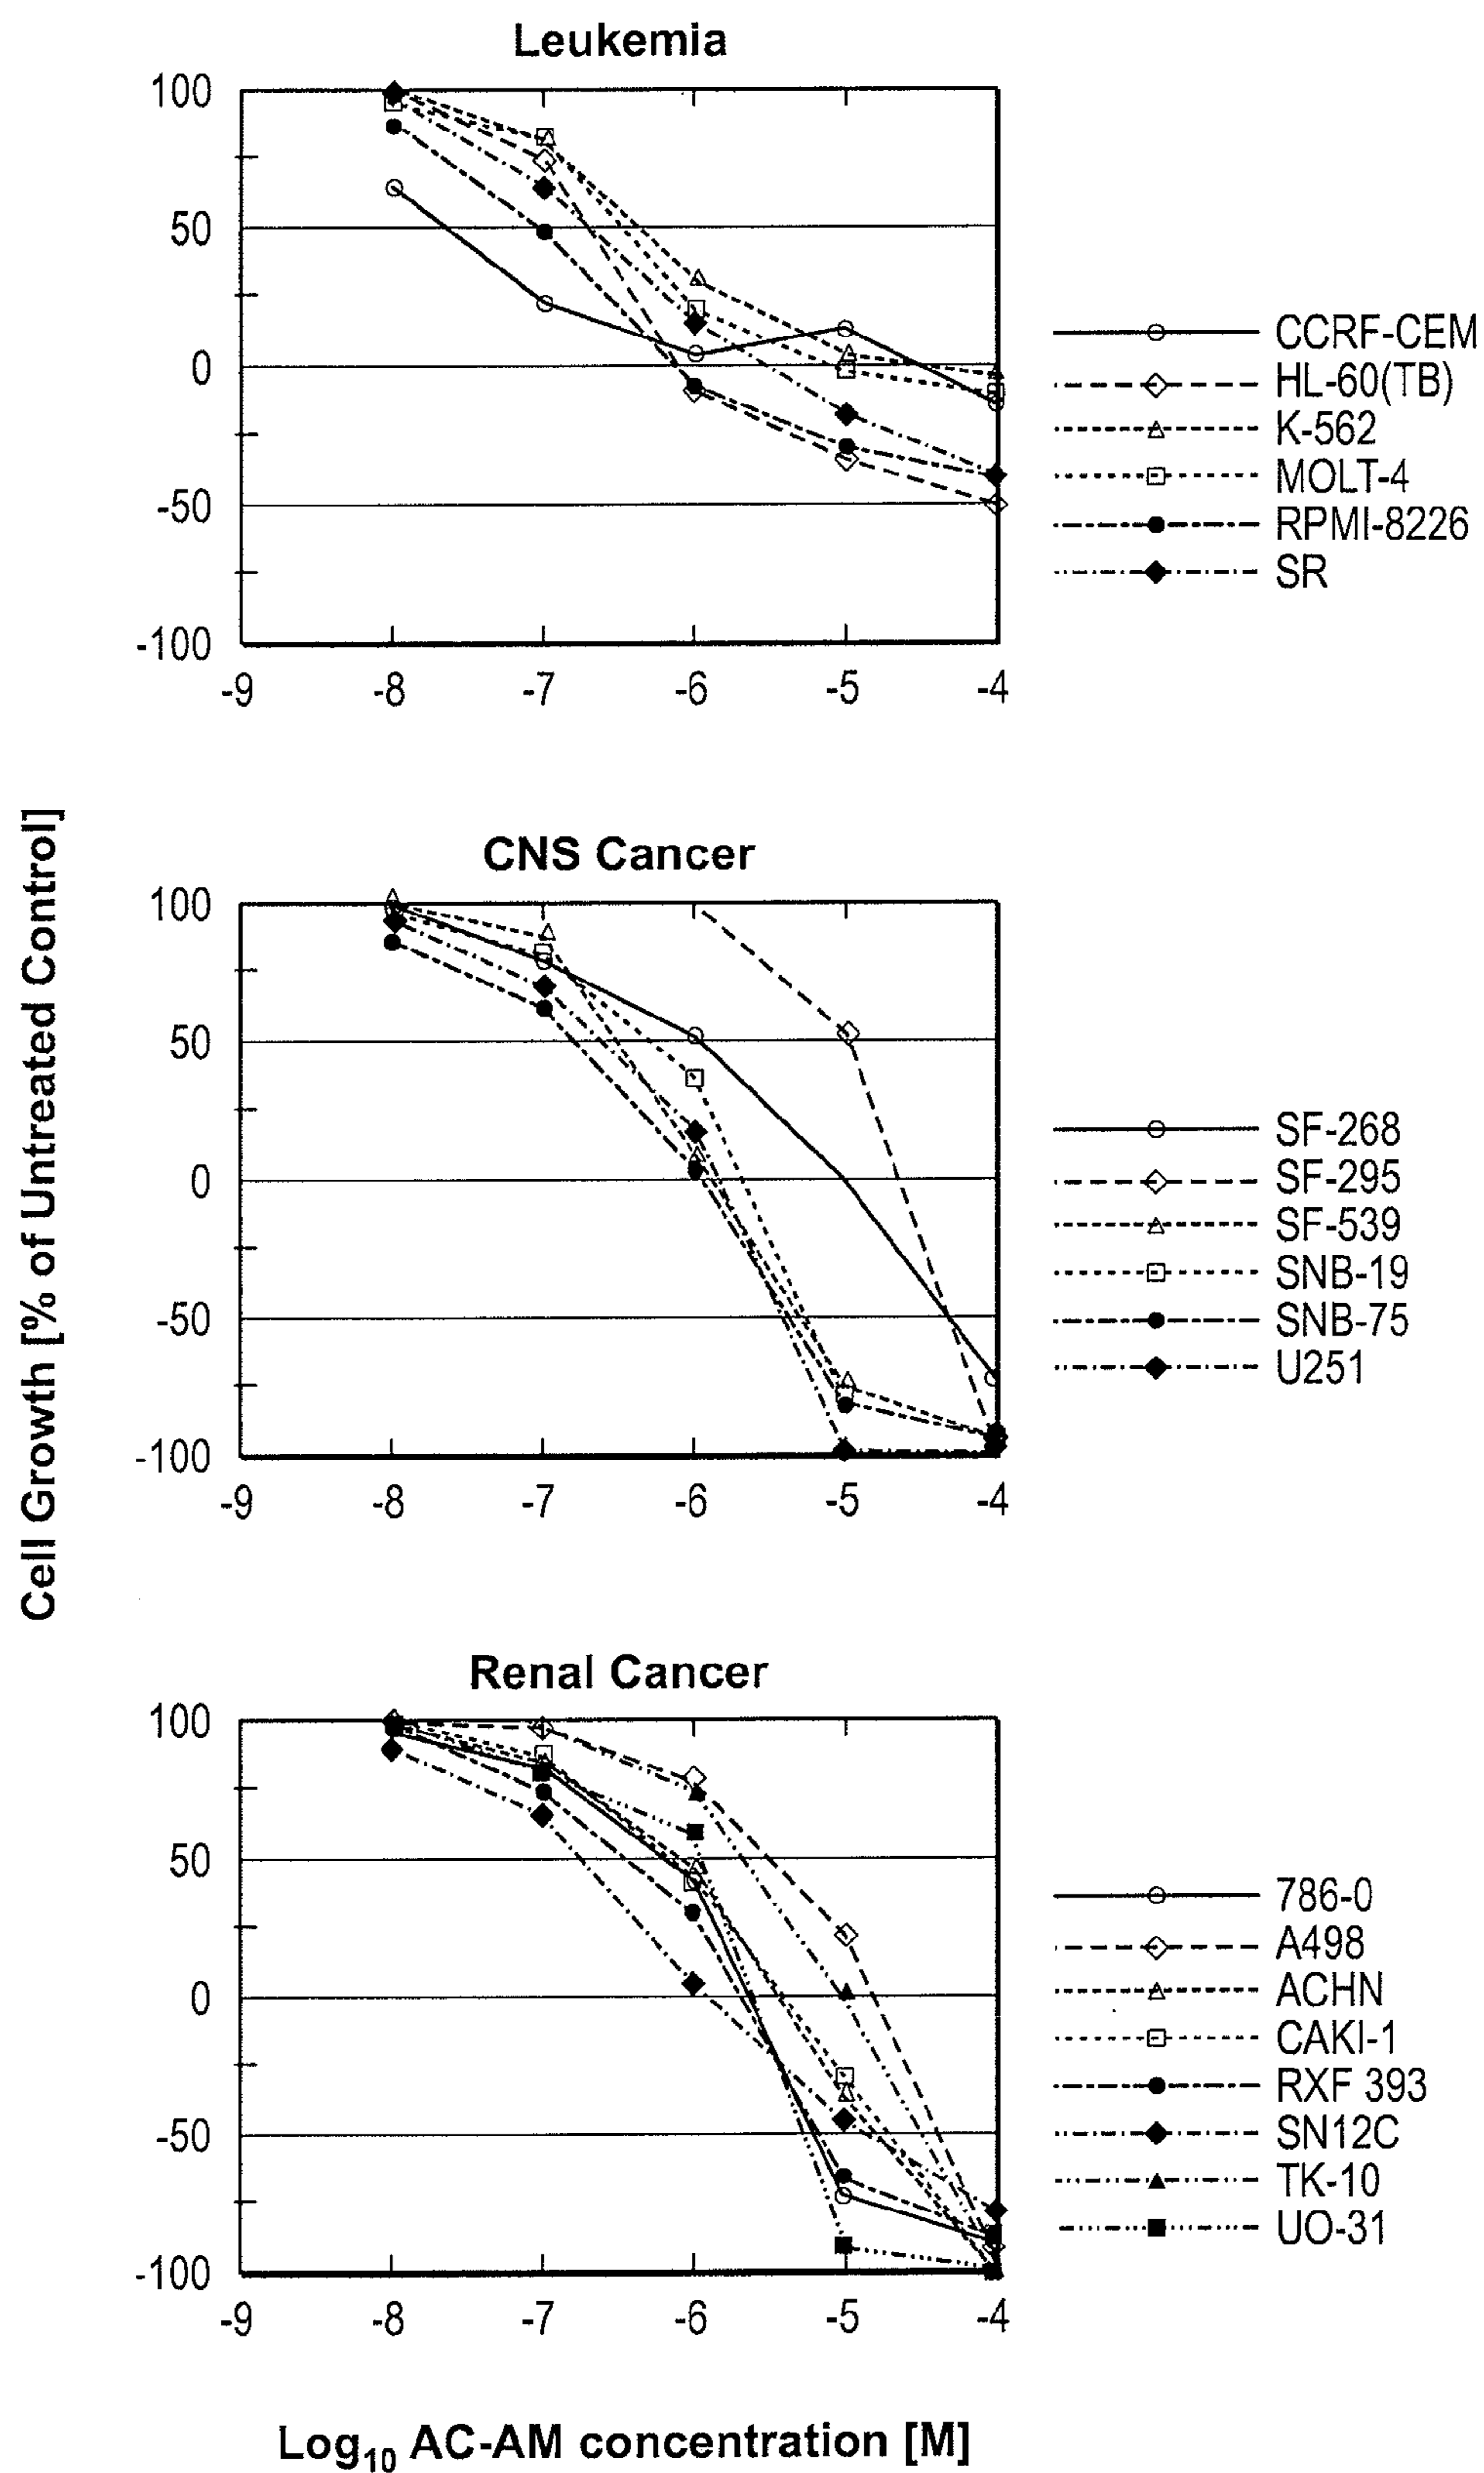 Leukemia
100
50
0
-50
-100
-9 -8 -7 -6 -5 -4
CCRF-CEM
HL-60(TB)
K-562
MOLT-4
RPMI-8226
SR
Cell Growth [% of Untreated Control]
CNS Cancer
100
50
0
-50
-100
-9 -8 -7 -6 -5 -4
SF-268
SF-295
SF-539
SNB-19
SNB-75
U251
Renal Cancer
100
50
0
-50
-100
-9 -8 -7 -6 -5 -4
786-0
A498
ACHN
CAKI-1
RXF 393
SN12C
TK-10
UO-31
Log10 AC-AM concentration [M]